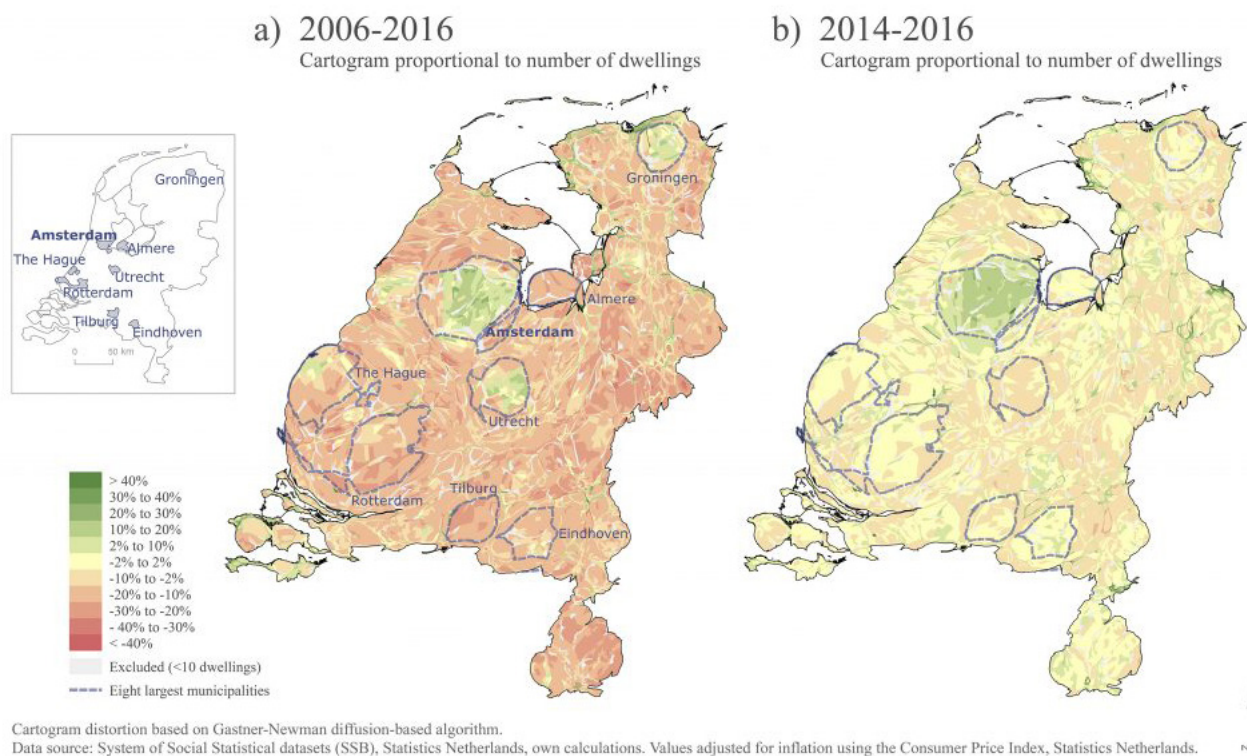 a) 2006-2016
Cartogram proportional to number of dwellings
b) 2014-2016
Cartogram proportional to number of dwellings
Groningen
Amsterdam
Almere
The Hague
Utrecht
Rotterdam
Tilburg
Eindhoven
0 50 km
Groningen
Almere
Amsterdam
The Hague
Utrecht
Rotterdam
Tilburg
Eindhoven
> 40%
30% to 40%
20% to 30%
10% to 20%
2% to 10%
-2% to 2%
-10% to -2%
-20% to -10%
-30% to -20%
- 40% to -30%
< -40%
Excluded (<10 dwellings)
Eight largest municipalities
Cartogram distortion based on Gastner-Newman diffusion-based algorithm.
Data source: System of Social Statistical datasets (SSB), Statistics Netherlands, own calculations. Values adjusted for inflation using the Consumer Price Index, Statistics Netherlands.